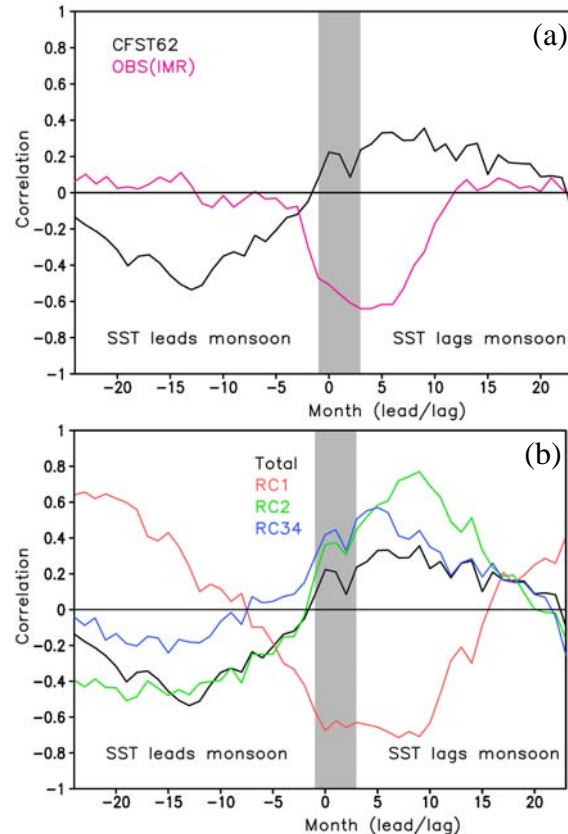 (a)
CFST62
OBS(IMR)
Correlation
1
0.8
0.6
0.4
0.2
0
-0.2
-0.4
-0.6
-0.8
-1
SST leads monsoon
SST lags monsoon
-20 -15 -10 -5 0 5 10 15 20
Month (lead/lag)
(b)
Total
RC1
RC2
RC34
Correlation
1
0.8
0.6
0.4
0.2
0
-0.2
-0.4
-0.6
-0.8
-1
SST leads monsoon
SST lags monsoon
-20 -15 -10 -5 0 5 10 15 20
Month (lead/lag)